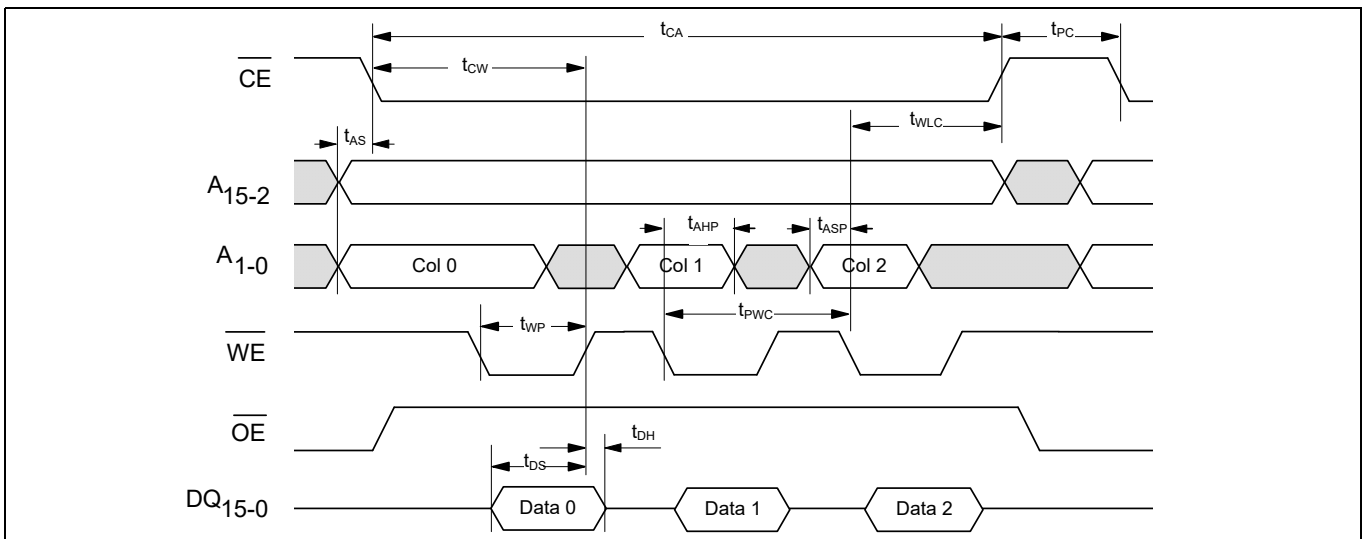 tCA
tPC
CE
tCW
tWLC
tAS
A15-2
tAHP
tASP
A1-0
Col 0
Col 1
Col 2
tWP
tPWC
WE
OE
tDH
tDS
DQ15-0
Data 0
Data 1
Data 2